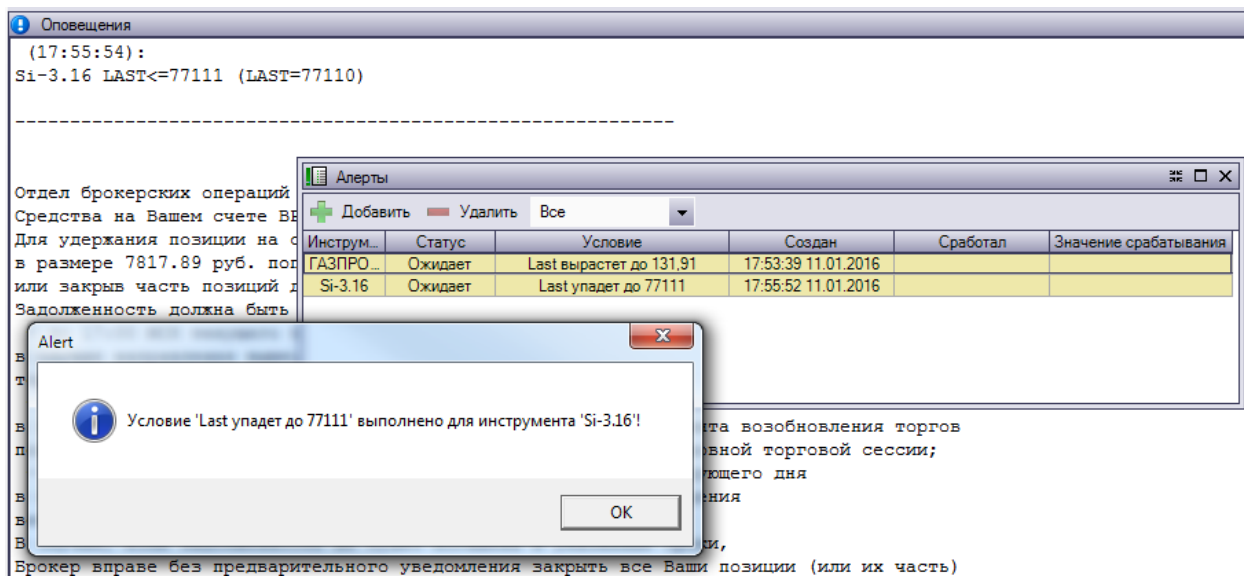 Оповещения
(17:55:54):
Si-3.16 LAST<=77111 (LAST=77110)
------------------------------------------------------------
Отдел брокерских операций
Средства на Вашем счете
Для удержания позиции на
в размере 7817.89 руб.
или закрыв часть позиций
Задолженность должна быть
Алерты
Добавить Удалить Все
Инструм... Статус Условие Создан Сработал Значение срабатывания
ГАЗПРО... Ожидает Last вырастет до 131,91 17:53:39 11.01.2016
Si-3.16 Ожидает Last упадет до 77111 17:55:52 11.01.2016
Alert
Условие 'Last упадет до 77111' выполнено для инструмента 'Si-3.16'!
OK
возобновления торгов
торговой сессии;
дня
Брокер вправе без предварительного уведомления закрыть все Ваши позиции (или их часть)